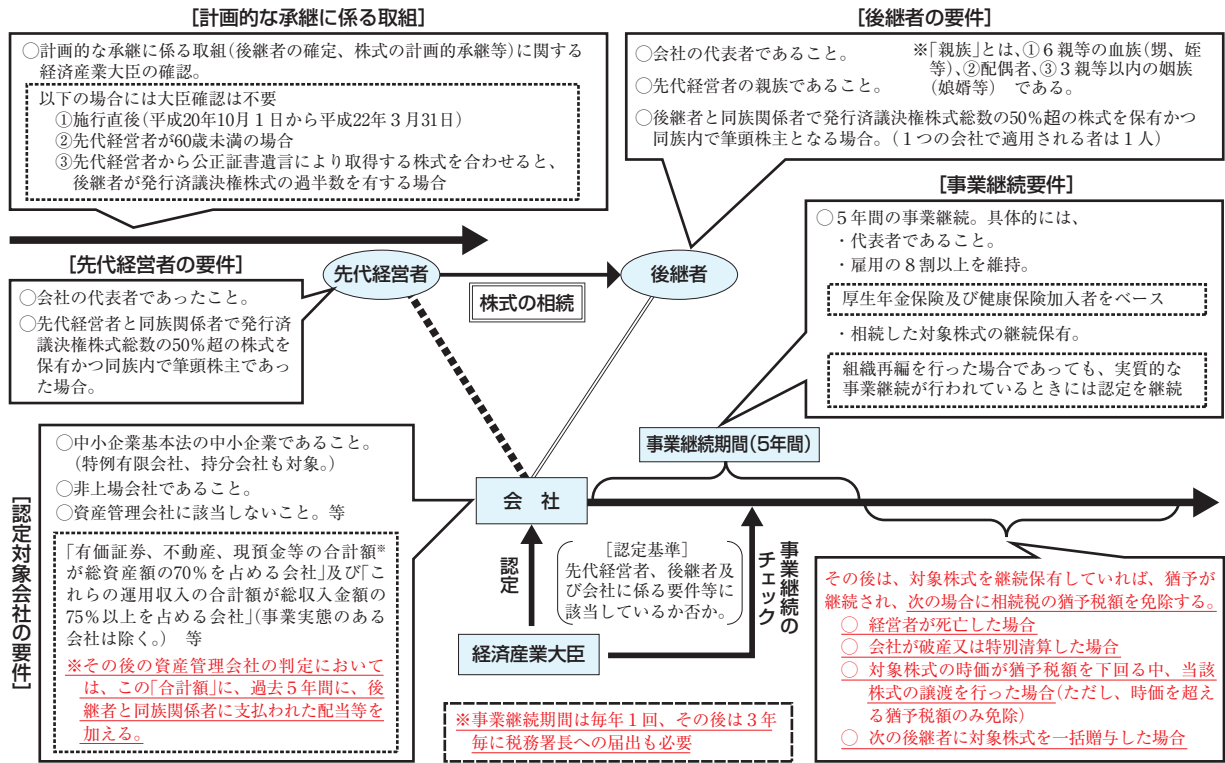 [計画的な承継に係る取組]
○計画的な承継に係る取組(後継者の確定、株式の計画的承継等)に関する
経済産業大臣の確認。
以下の場合には大臣確認は不要
①施行直後(平成20年10月1日から平成22年3月31日)
②先代経営者が60歳未満の場合
③先代経営者から公正証書遺言により取得する株式を合わせると、
後継者が発行済議決権株式の過半数を有する場合
[後継者の要件]
○会社の代表者であること。
○先代経営者の親族であること。
※「親族」とは、①6親等の血族(甥、姪
等)、②配偶者、③3親等以内の姻族
(娘婿等) である。
○後継者と同族関係者で発行済議決権株式総数の50%超の株式を保有かつ
同族内で筆頭株主となる場合。(1つの会社で適用される者は1人)
[先代経営者の要件]
○会社の代表者であったこと。
○先代経営者と同族関係者で発行済
議決権株式総数の50%超の株式を
保有かつ同族内で筆頭株主であっ
た場合。
先代経営者
株式の相続
後継者
[事業継続要件]
○5年間の事業継続。具体的には、
・代表者であること。
・雇用の8割以上を維持。
厚生年金保険及び健康保険加入者をベース
・相続した対象株式の継続保有。
組織再編を行った場合であっても、実質的な
事業継続が行われているときには認定を継続
[認定対象会社の要件]
○中小企業基本法の中小企業であること。
(特例有限会社、持分会社も対象。)
○非上場会社であること。
○資産管理会社に該当しないこと。等
「有価証券、不動産、現預金等の合計額※
が総資産額の70%を占める会社」及び「こ
れらの運用収入の合計額が総収入金額の
75%以上を占める会社」(事業実態のある
会社は除く。) 等
※その後の資産管理会社の判定において
は、この「合計額」に、過去5年間に、後
継者と同族関係者に支払われた配当等を
加える。
会 社
事業継続期間(5年間)
認定
[認定基準]
先代経営者、後継者及
び会社に係る要件等に
該当しているか否か。
事業継続の
チェック
経済産業大臣
※事業継続期間は毎年1回、その後は3年
毎に税務署長への届出も必要
その後は、対象株式を継続保有していれば、猶予が
継続され、次の場合に相続税の猶予税額を免除する。
○ 経営者が死亡した場合
○ 会社が破産又は特別清算した場合
○ 対象株式の時価が猶予税額を下回る中、当該
株式の譲渡を行った場合(ただし、時価を超え
る猶予税額のみ免除)
○ 次の後継者に対象株式を一括贈与した場合